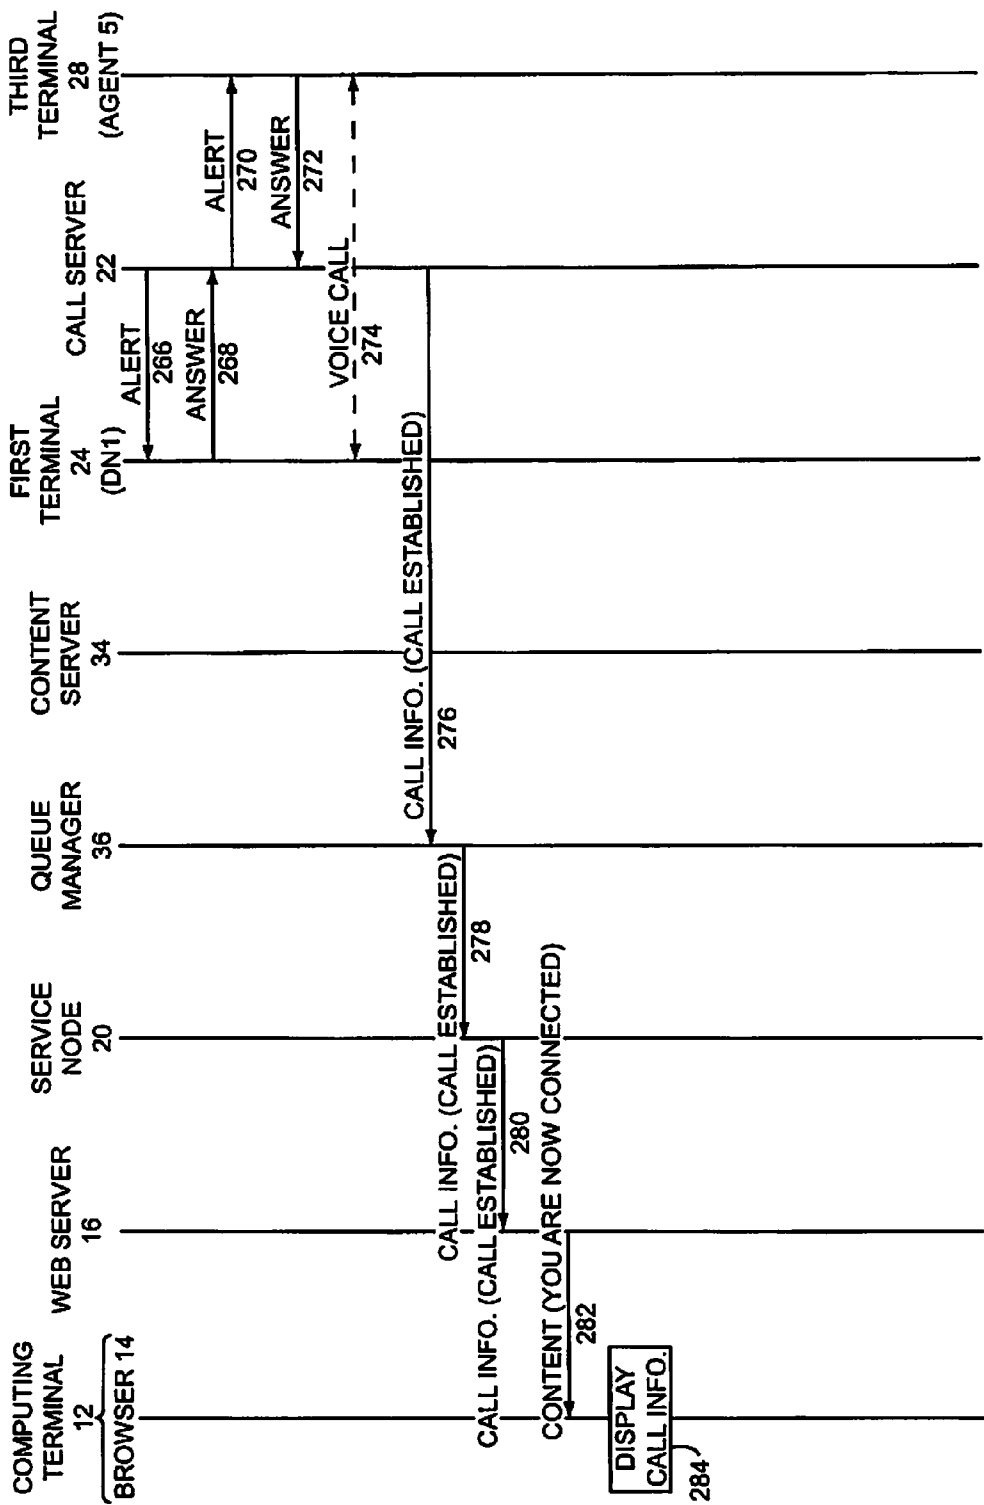 COMPUTING
TERMINAL
12
BROWSER 14
WEB SERVER
16
SERVICE
NODE
20
QUEUE
MANAGER
36
CONTENT
SERVER
34
FIRST
TERMINAL
24
(DN1)
CALL SERVER
22
THIRD
TERMINAL
28
(AGENT 5)
ALERT
266
ANSWER
268
ALERT
270
ANSWER
272
VOICE CALL
274
CALL INFO. (CALL ESTABLISHED)
276
CALL INFO. (CALL ESTABLISHED)
278
CALL INFO. (CALL ESTABLISHED)
280
CONTENT (YOU ARE NOW CONNECTED)
282
DISPLAY
CALL INFO.
284